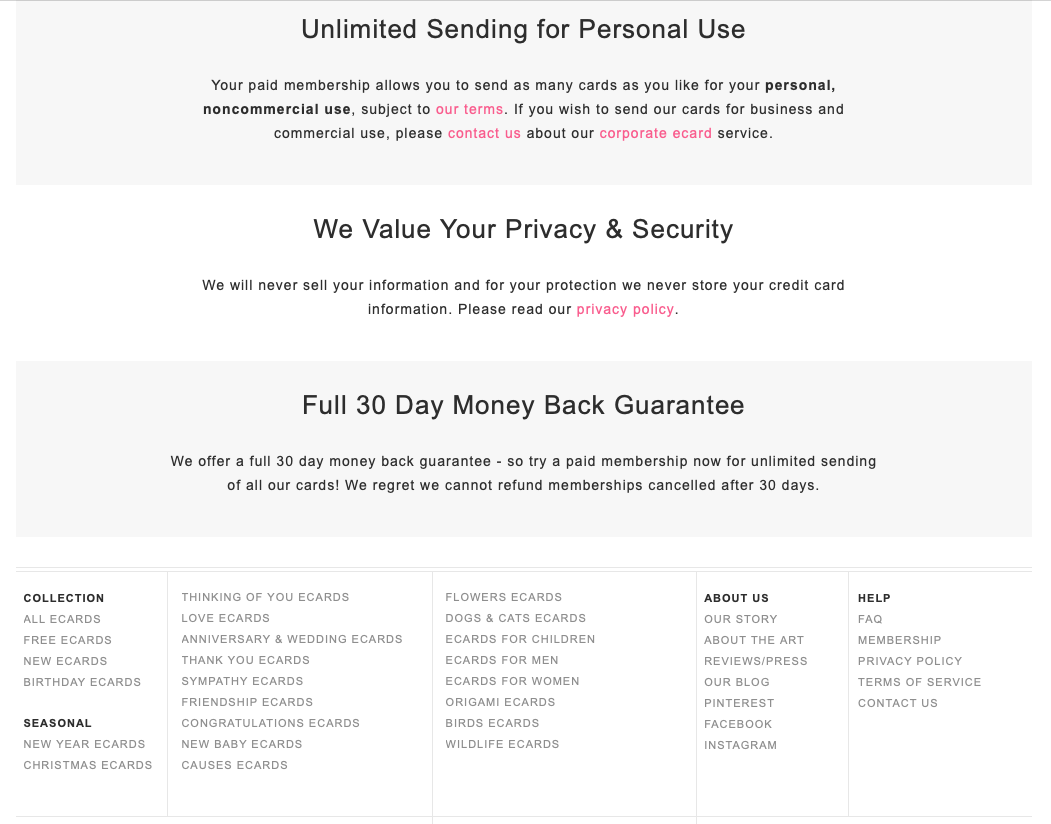 Unlimited Sending for Personal Use
Your paid membership allows you to send as many cards as you like for your personal,
noncommercial use, subject to our terms. If you wish to send our cards for business and
commercial use, please contact us about our corporate ecard service.
We Value Your Privacy & Security
We will never sell your information and for your protection we never store your credit card
information. Please read our privacy policy.
Full 30 Day Money Back Guarantee
We offer a full 30 day money back guarantee - so try a paid membership now for unlimited sending
of all our cards! We regret we cannot refund memberships cancelled after 30 days.
COLLECTION
ALL ECARDS
FREE ECARDS
NEW ECARDS
BIRTHDAY ECARDS
SEASONAL
NEW YEAR ECARDS
CHRISTMAS ECARDS
THINKING OF YOU ECARDS
LOVE ECARDS
ANNIVERSARY & WEDDING ECARDS
THANK YOU ECARDS
SYMPATHY ECARDS
FRIENDSHIP ECARDS
CONGRATULATIONS ECARDS
NEW BABY ECARDS
CAUSES ECARDS
FLOWERS ECARDS
DOGS & CATS ECARDS
ECARDS FOR CHILDREN
ECARDS FOR MEN
ECARDS FOR WOMEN
ORIGAMI ECARDS
BIRDS ECARDS
WILDLIFE ECARDS
ABOUT US
OUR STORY
ABOUT THE ART
REVIEWS/PRESS
OUR BLOG
PINTEREST
FACEBOOK
INSTAGRAM
HELP
FAQ
MEMBERSHIP
PRIVACY POLICY
TERMS OF SERVICE
CONTACT US